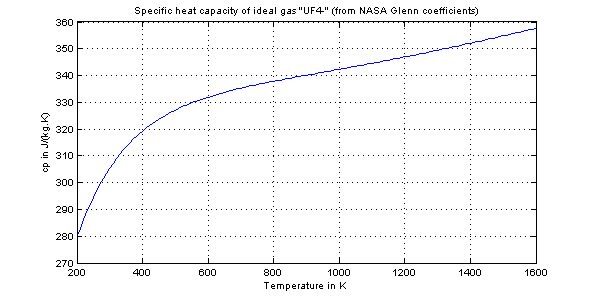 Specific heat capacity of ideal gas "UF4-" (from NASA Glenn coefficients)
360
350
340
330
320
310
300
290
280
270
cp in J/(kg.K)
200 400 600 800 1000 1200 1400 1600
Temperature in K